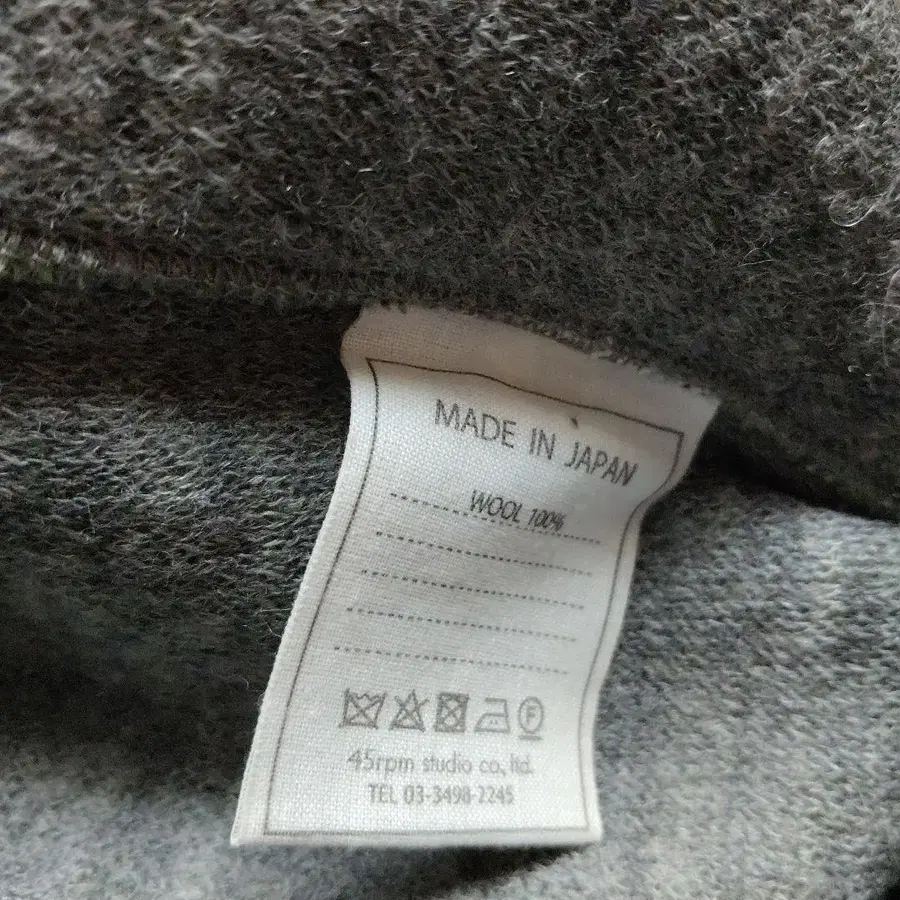 MADE IN JAPAN
WOOL 100%
F
45rpm studio co., ltd.
TEL 03-3498-2245